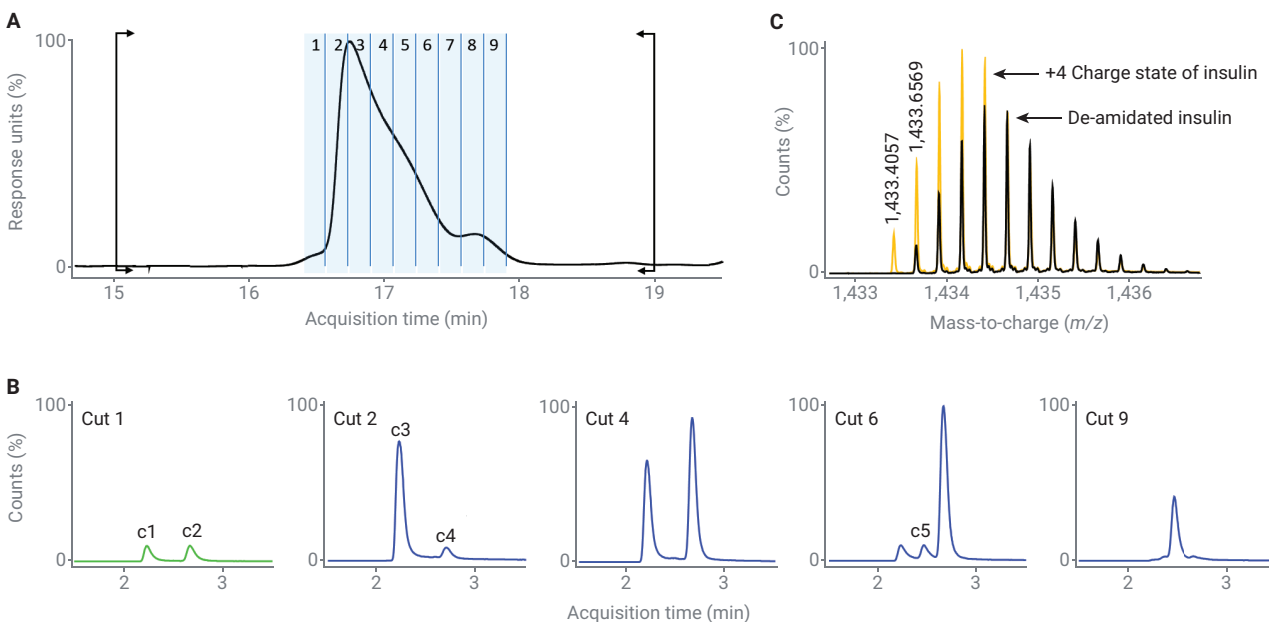 A
Response units (%)
100
0
1 2 3 4 5 6 7 8 9
15 16 17 18 19
Acquisition time (min)
C
Counts (%)
100
0
1,433.4057
1,433.6569
+4 Charge state of insulin
De-amidated insulin
1,433 1,434 1,435 1,436
Mass-to-charge (m/z)
B
Counts (%)
100
0
Cut 1
c1 c2
2 3
100
0
Cut 2
c3
c4
2 3
100
0
Cut 4
2 3
100
0
Cut 6
c5
2 3
100
0
Cut 9
2 3
Acquisition time (min)